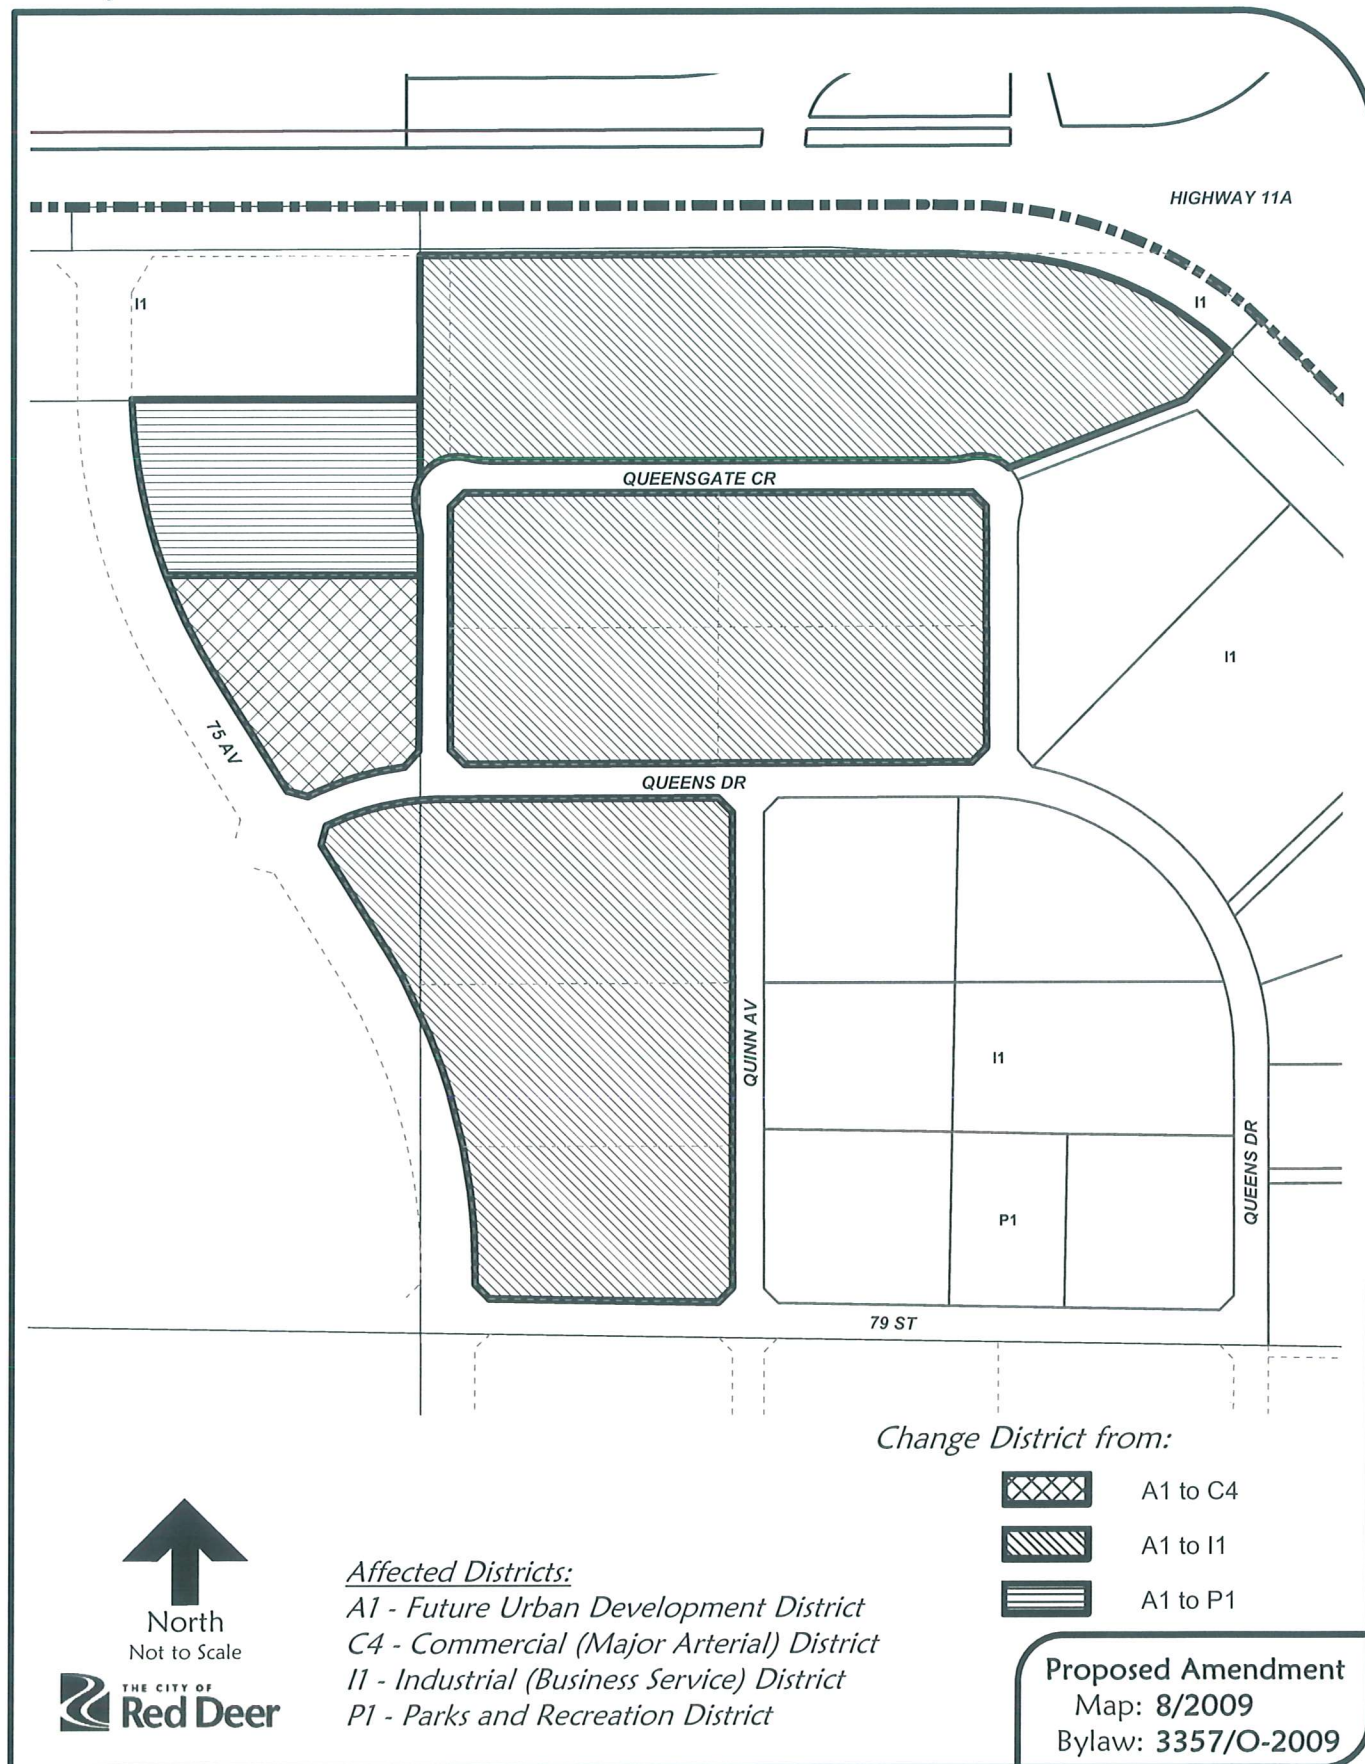 HIGHWAY 11A
I1
I1
QUEENSGATE CR
I1
75 AV
QUEENS DR
QUINN AV
I1
QUEENS DR
P1
79 ST
Change District from:
A1 to C4
A1 to I1
A1 to P1
North
Not to Scale
THE CITY OF
Red Deer
Affected Districts:
A1 - Future Urban Development District
C4 - Commercial (Major Arterial) District
I1 - Industrial (Business Service) District
P1 - Parks and Recreation District
Proposed Amendment
Map: 8/2009
Bylaw: 3357/O-2009